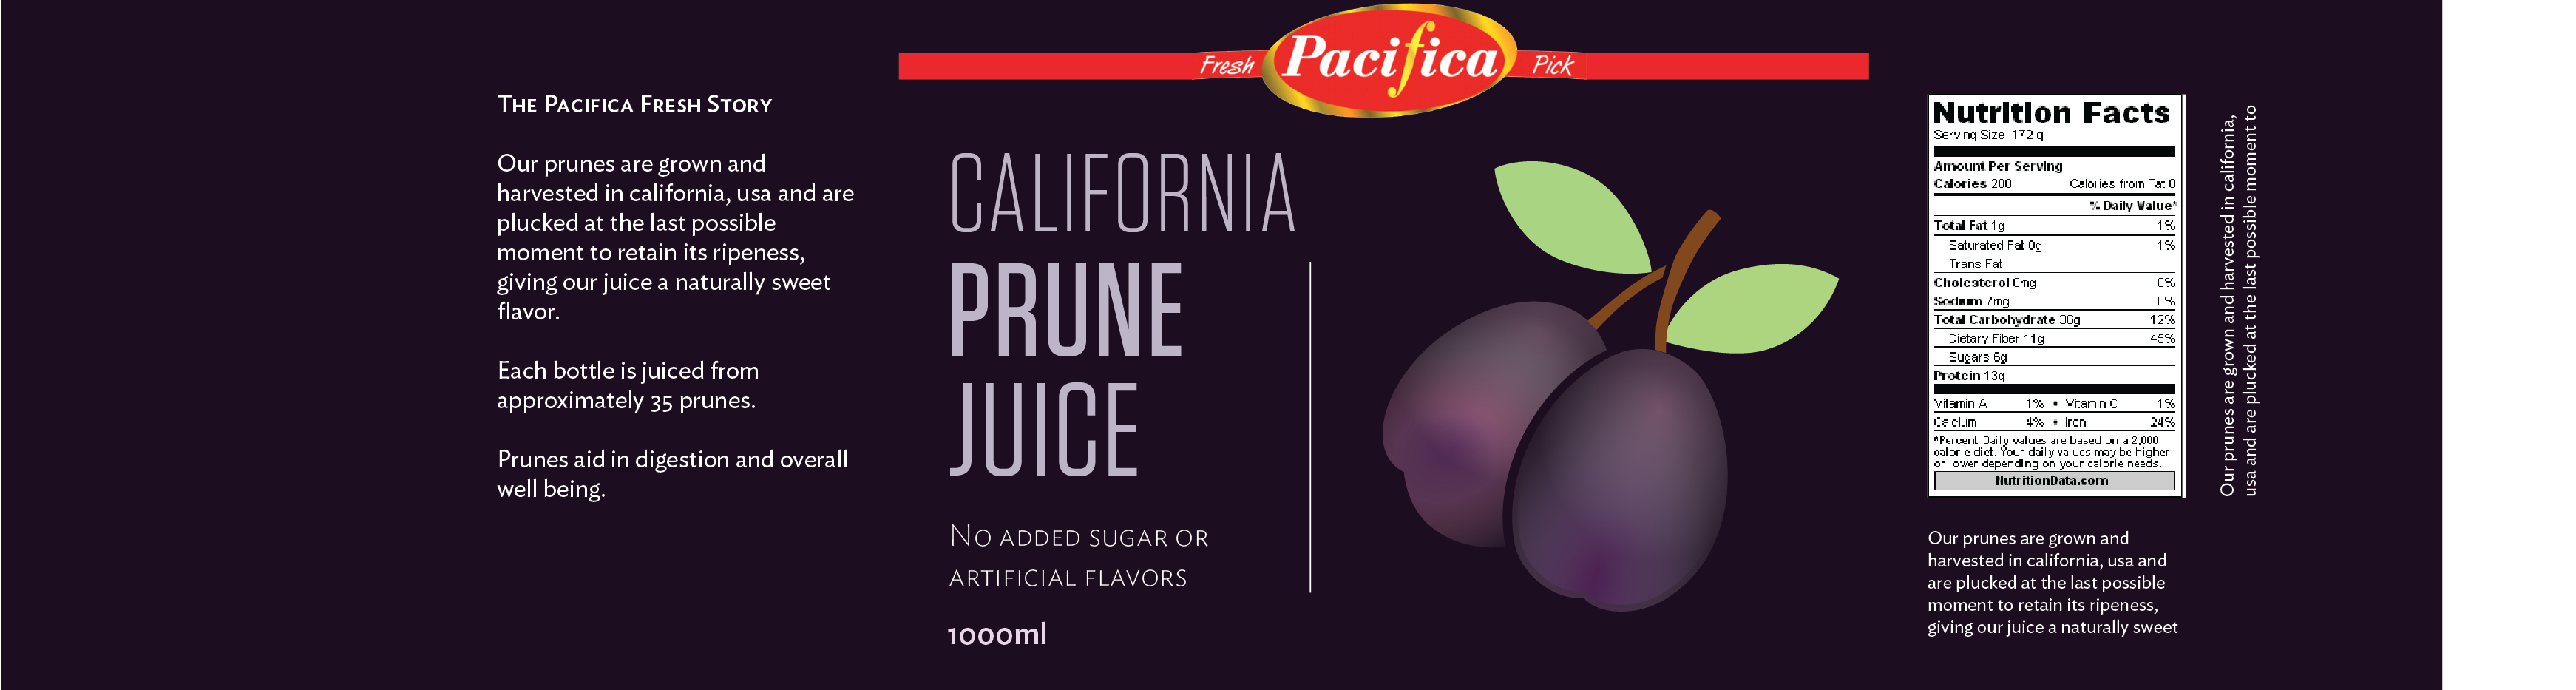 The Pacifica Fresh Story
Our prunes are grown and
harvested in california, usa and are
plucked at the last possible
moment to retain its ripeness,
giving our juice a naturally sweet
flavor.
Each bottle is juiced from
approximately 35 prunes.
Prunes aid in digestion and overall
well being.
Fresh Pacifica Pick
CALIFORNIA
PRUNE
JUICE
No added sugar or
artificial flavors
1000ml
Nutrition Facts
Serving Size 172 g
Amount Per Serving
Calories 200 Calories from Fat 8
% Daily Value*
Total Fat 1g 1%
Saturated Fat 0g 1%
Trans Fat
Cholesterol 0mg 0%
Sodium 7mg 0%
Total Carbohydrate 36g 12%
Dietary Fiber 11g 45%
Sugars 6g
Protein 13g
Vitamin A 1% • Vitamin C 1%
Calcium 4% • Iron 24%
*Percent Daily Values are based on a 2,000
calorie diet. Your daily values may be higher
or lower depending on your calorie needs.
NutritionData.com
Our prunes are grown and
harvested in california, usa and
are plucked at the last possible
moment to retain its ripeness,
giving our juice a naturally sweet
Our prunes are grown and harvested in california,
usa and are plucked at the last possible moment to